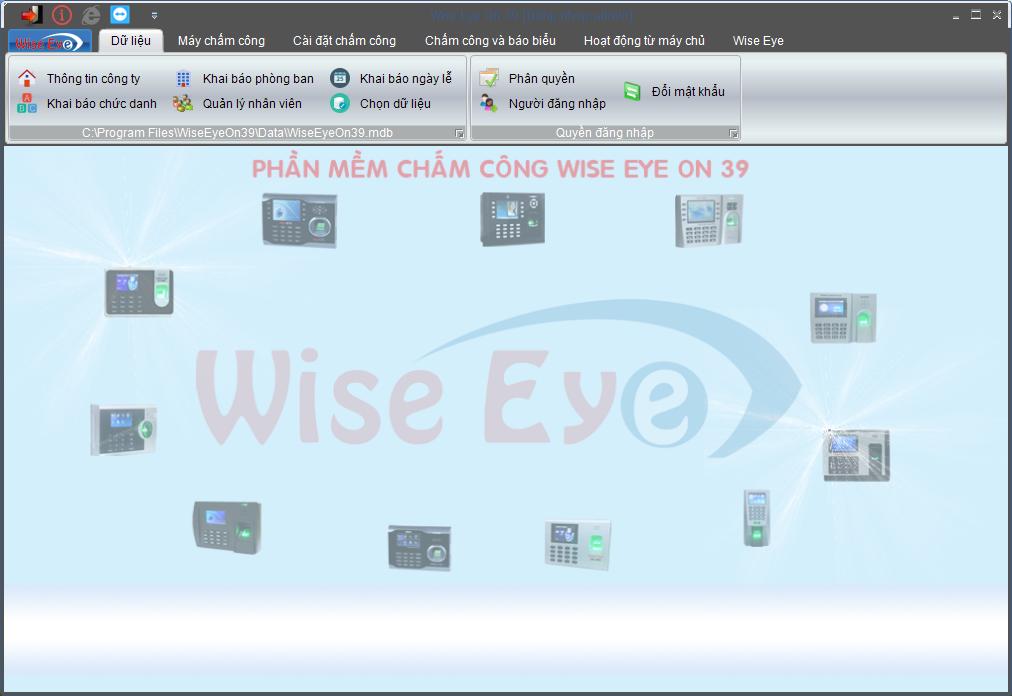 Wise Eye On 39 [Đăng nhập:admin]
Wise Eye
Dữ liệu
Máy chấm công
Cài đặt chấm công
Chấm công và báo biểu
Hoạt động từ máy chủ
Wise Eye
Thông tin công ty
Khai báo phòng ban
Khai báo ngày lễ
Khai báo chức danh
Quản lý nhân viên
Chọn dữ liệu
C:\Program Files\WiseEyeOn39\Data\WiseEyeOn39.mdb
Phân quyền
Người đăng nhập
Đổi mật khẩu
Quyền đăng nhập
PHẦN MỀM CHẤM CÔNG WISE EYE ON 39
Wise Eye